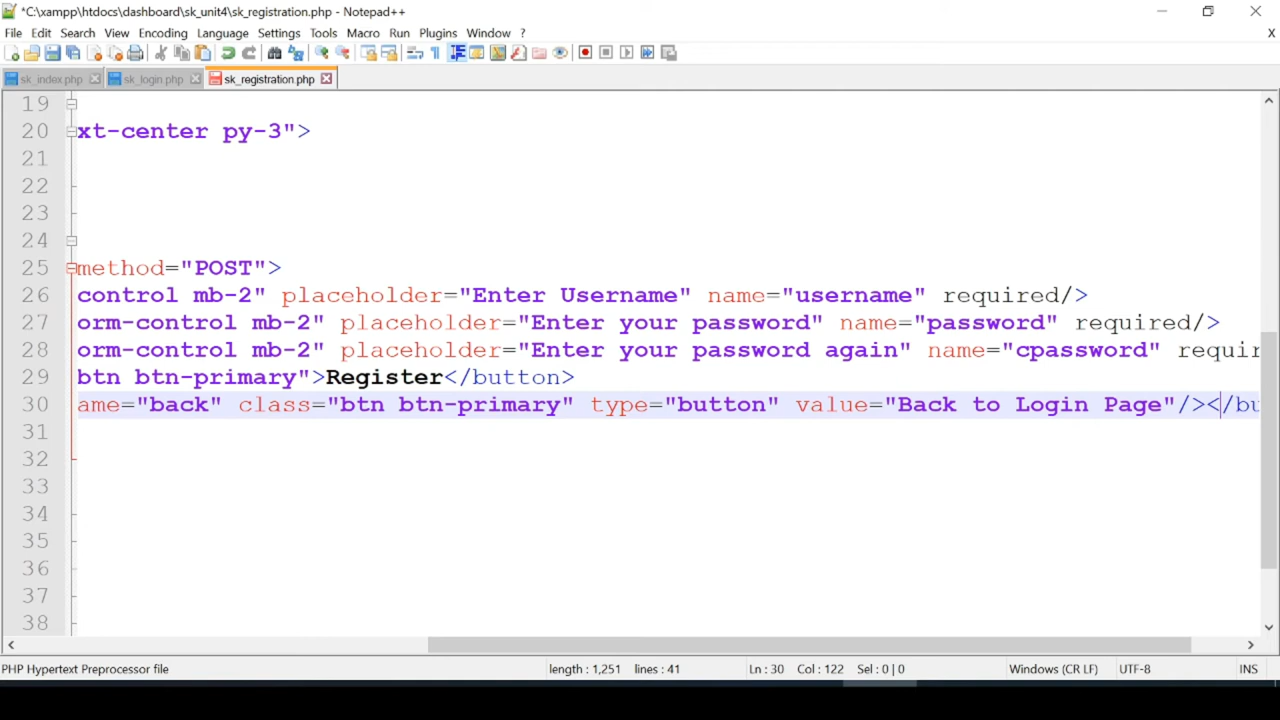 *C:\xampp\htdocs\dashboard\sk_unit4\sk_registration.php - Notepad++
File Edit Search View Encoding Language Settings Tools Macro Run Plugins Window ? X
sk_index.php sk_login.php sk_registration.php
19
20 xt-center py-3">
21
22
23
24
25 method="POST">
26 control mb-2" placeholder="Enter Username" name="username" required/>
27 orm-control mb-2" placeholder="Enter your password" name="password" required/>
28 orm-control mb-2" placeholder="Enter your password again" name="cpassword" requir
29 btn btn-primary">Register</button>
30 ame="back" class="btn btn-primary" type="button" value="Back to Login Page"/></bu
31
32
33
34
35
36
37
38
PHP Hypertext Preprocessor file length : 1,251 lines : 41 Ln : 30 Col : 122 Sel : 0 | 0 Windows (CR LF) UTF-8 INS